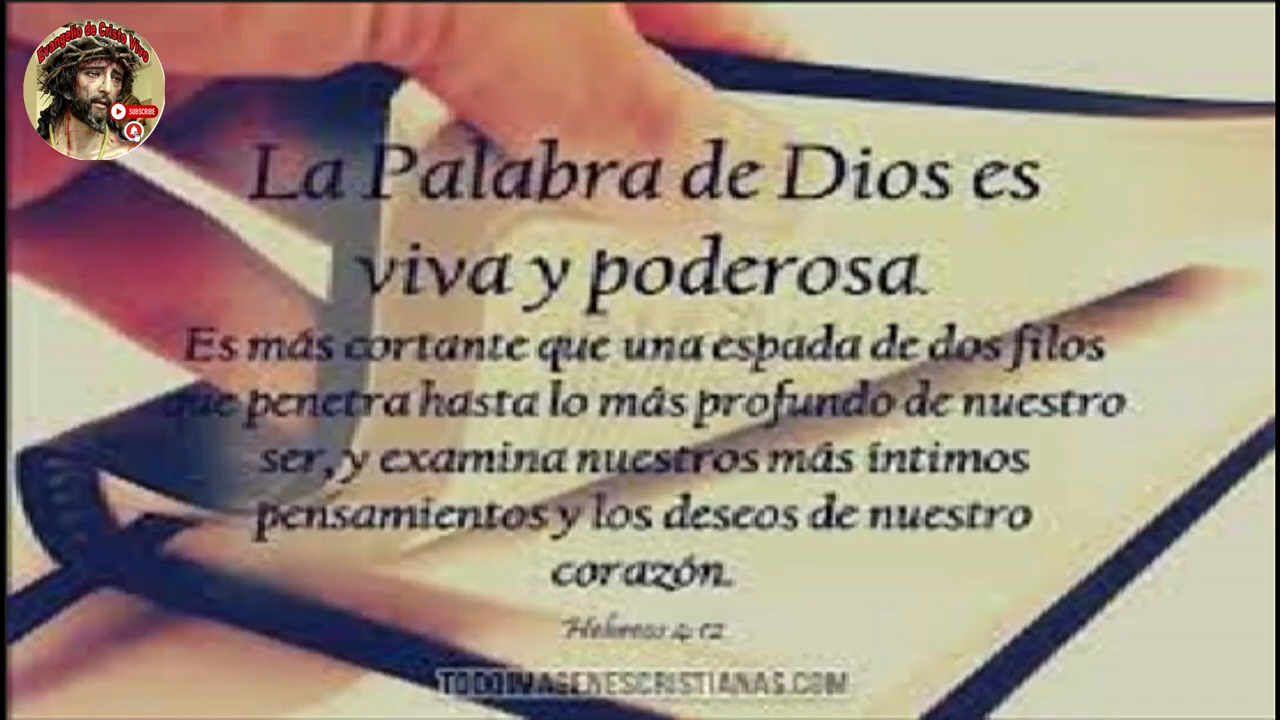 Evangelio de Cristo Vivo
SUBSCRIBE
La Palabra de Dios es
viva y poderosa.
Es más cortante que una espada de dos filos
que penetra hasta lo más profundo de nuestro
ser, y examina nuestros más íntimos
pensamientos y los deseos de nuestro
corazón.
Hebreos 4:12
TODOIMAGENESCRISTIANAS.COM